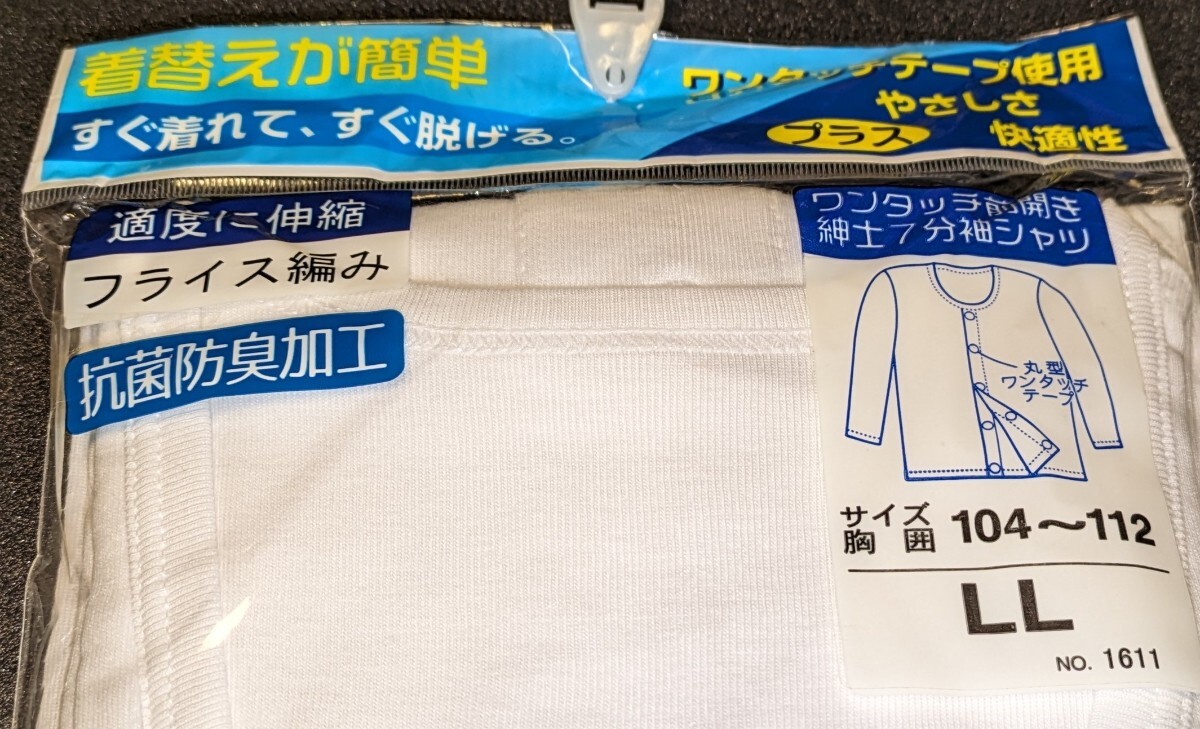 着替えが簡単
すぐ着れて、すぐ脱げる。
ワンタッチテープ使用
やさしさ
プラス 快適性
適度に伸縮
フライス編み
抗菌防臭加工
ワンタッチ前開き
紳士7分袖シャツ
丸型
ワンタッチ
テープ
サイズ
胸囲 104～112
LL
NO. 1611